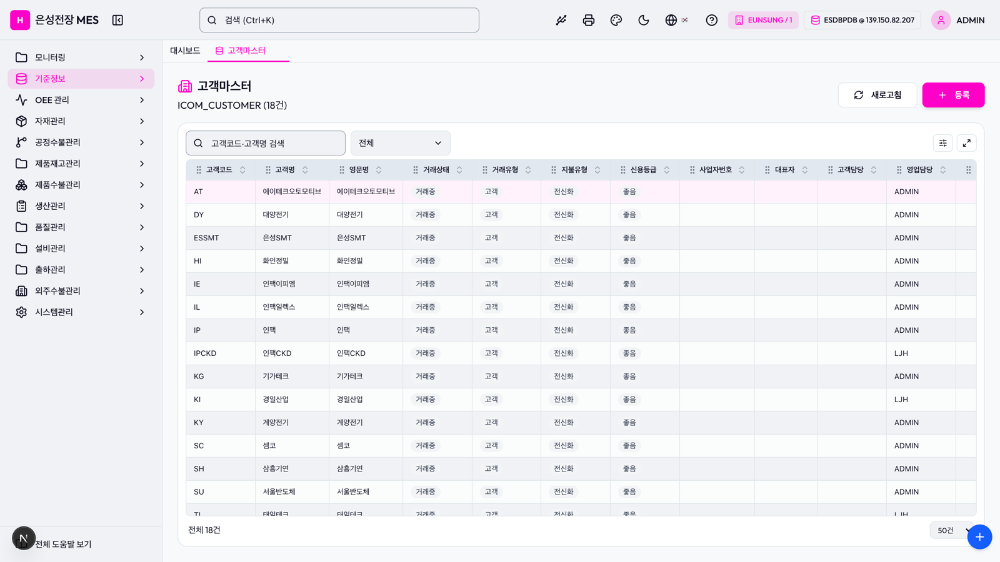 H 은성전장 MES 검색 (Ctrl+K) EUNSUNG / 1 ESDBPDB @ 139.150.82.207 ADMIN
모니터링
기준정보
OEE 관리
자재관리
공정수불관리
제품재고관리
제품수불관리
생산관리
품질관리
설비관리
출하관리
외주수불관리
시스템관리
N 전체 도움말 보기
대시보드 고객마스터
고객마스터
ICOM_CUSTOMER (18건)
새로고침 등록
고객코드·고객명 검색 전체
고객코드 고객명 영문명 거래상태 거래유형 지불유형 신용등급 사업자번호 대표자 고객담당 영업담당
AT 에이테크오토모티브 에이테크오토모티브 거래중 고객 전신화 좋음 ADMIN
DY 대양전기 대양전기 거래중 고객 전신화 좋음 ADMIN
ESSMT 은성SMT 은성SMT 거래중 고객 전신화 좋음 ADMIN
HI 화인정밀 화인정밀 거래중 고객 전신화 좋음 ADMIN
IE 인팩이피엠 인팩이피엠 거래중 고객 전신화 좋음 ADMIN
IL 인팩일렉스 인팩일렉스 거래중 고객 전신화 좋음 ADMIN
IP 인팩 인팩 거래중 고객 전신화 좋음 ADMIN
IPCKD 인팩CKD 인팩CKD 거래중 고객 전신화 좋음 LJH
KG 기가테크 기가테크 거래중 고객 전신화 좋음 ADMIN
KI 경일산업 경일산업 거래중 고객 전신화 좋음 LJH
KY 계양전기 계양전기 거래중 고객 전신화 좋음 ADMIN
SC 셈코 셈코 거래중 고객 전신화 좋음 ADMIN
SH 삼흥기연 삼흥기연 거래중 고객 전신화 좋음 ADMIN
SU 서울반도체 서울반도체 거래중 고객 전신화 좋음 ADMIN
태일테크 태일테크 거래중 고객 전신화 좋음 LJH
전체 18건 50건